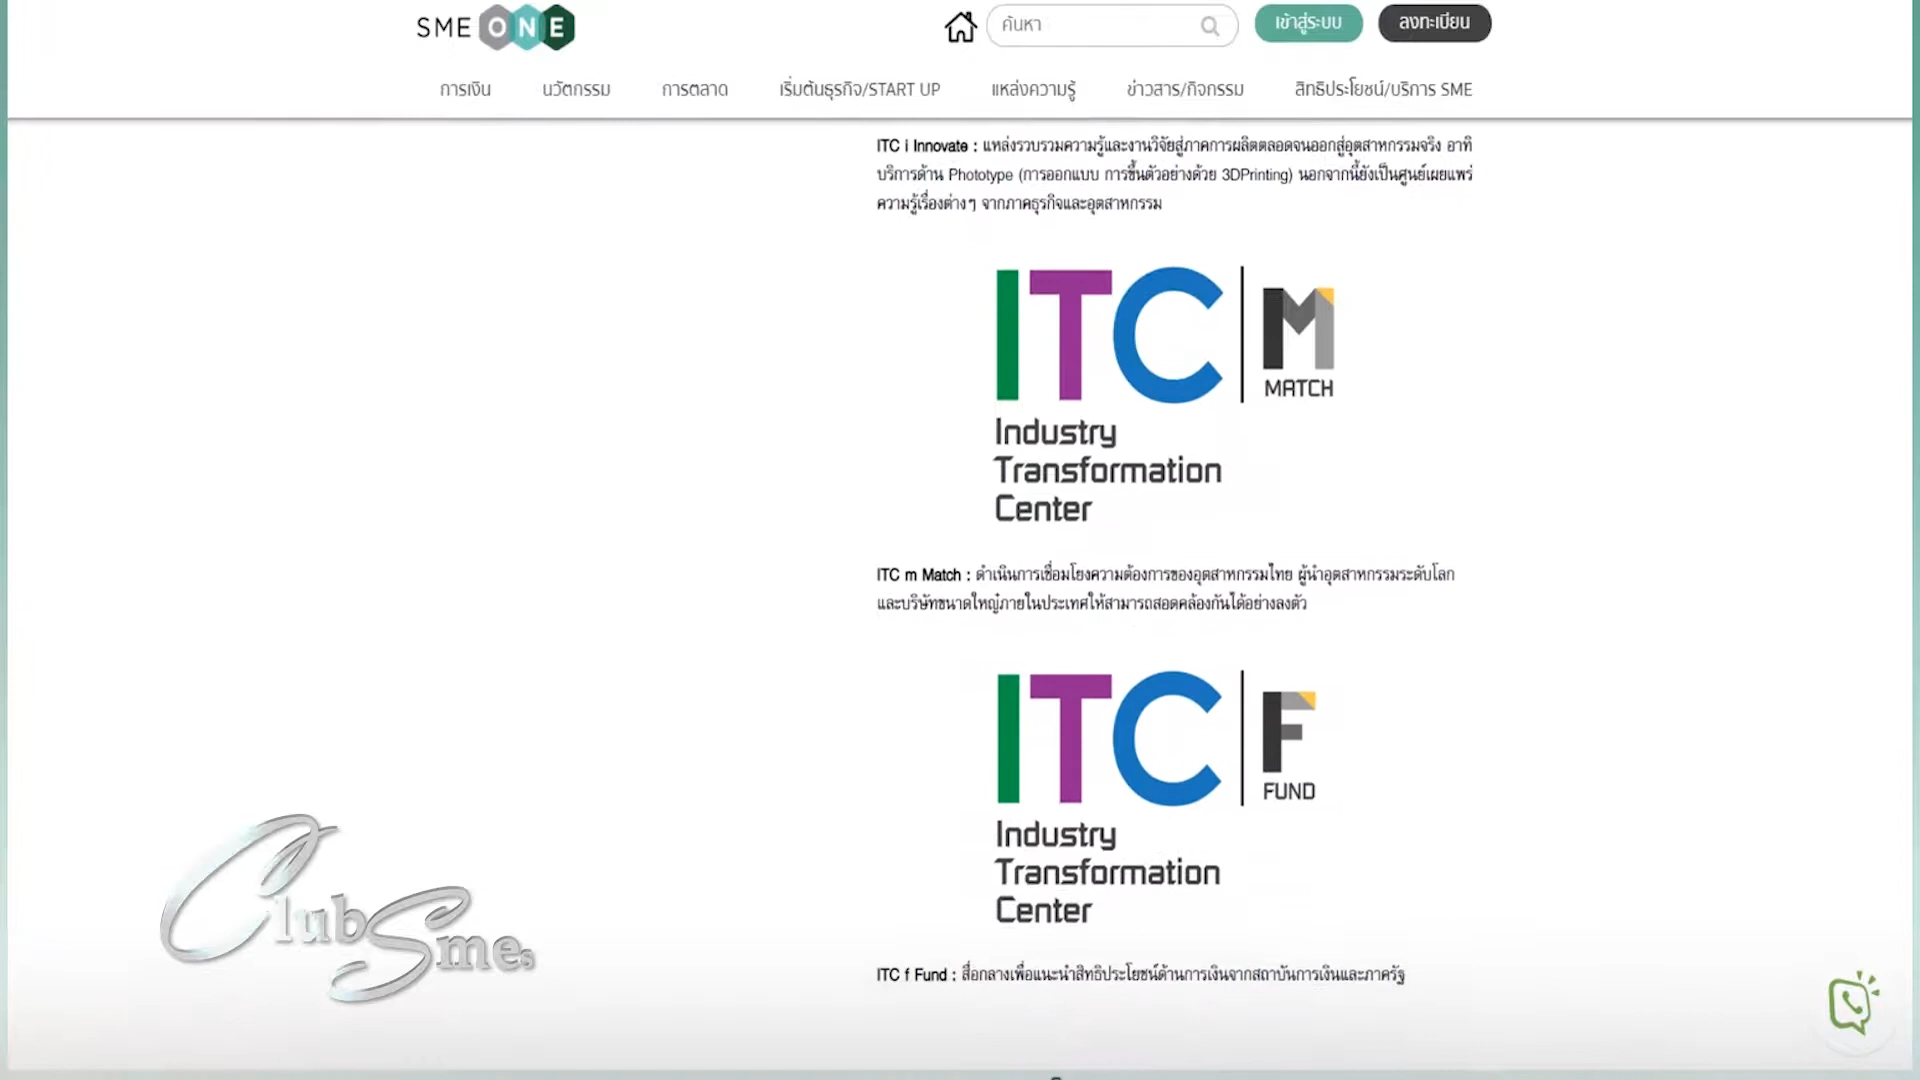 SME ONE
ค้นหา
เข้าสู่ระบบ
ลงทะเบียน
การเงิน
นวัตกรรม
การตลาด
เริ่มต้นธุรกิจ/START UP
แหล่งความรู้
ข่าวสาร/กิจกรรม
สิทธิประโยชน์/บริการ SME
ITC i Innovate : แหล่งรวบรวมความรู้และงานวิจัยสู่ภาคการผลิตตลอดจนออกสู่อุตสาหกรรมจริง อาทิ
บริการด้าน Phototype (การออกแบบ การขึ้นตัวอย่างด้วย 3DPrinting) นอกจากนี้ยังเป็นศูนย์เผยแพร่
ความรู้เรื่องต่างๆ จากภาคธุรกิจและอุตสาหกรรม
ITC
M
MATCH
Industry
Transformation
Center
ITC m Match : ดำเนินการเชื่อมโยงความต้องการของอุตสาหกรรมไทย ผู้นำอุตสาหกรรมระดับโลก
และบริษัทขนาดใหญ่ภายในประเทศให้สามารถสอดคล้องกันได้อย่างลงตัว
ITC
F
FUND
Industry
Transformation
Center
ITC f Fund : สื่อกลางเพื่อแนะนำสิทธิประโยชน์ด้านการเงินจากสถาบันการเงินและภาครัฐ
Club Smes